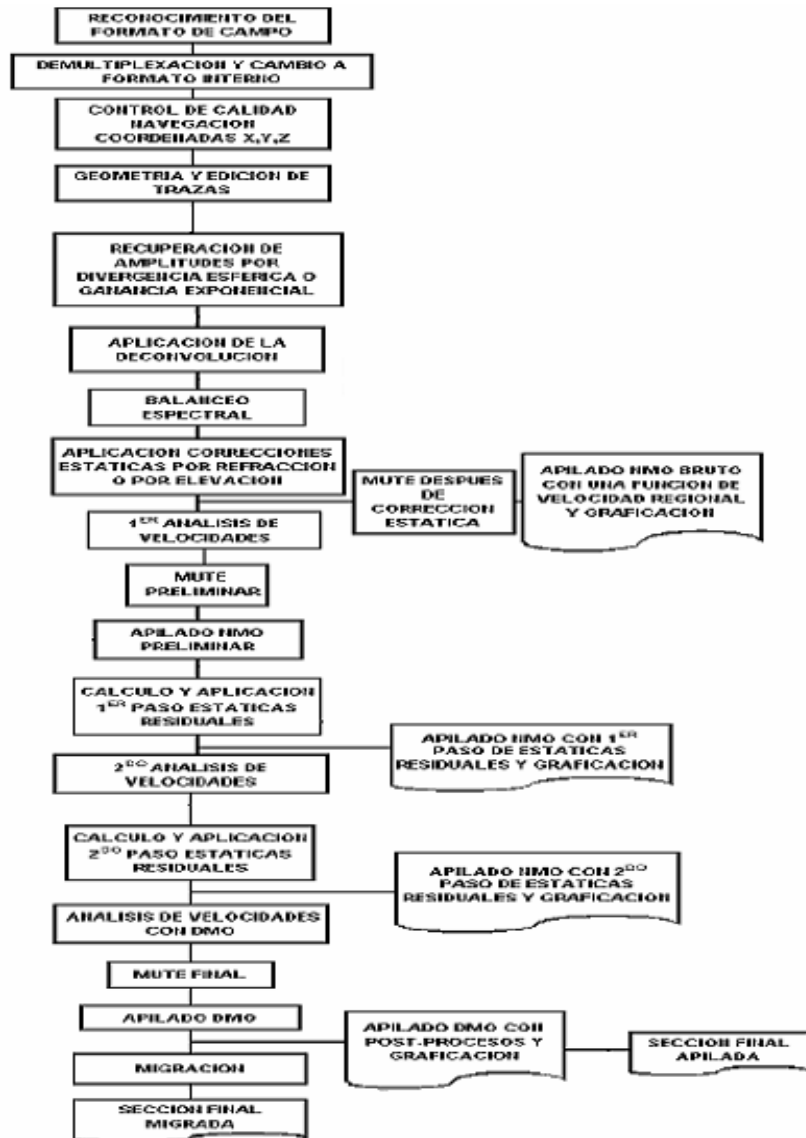 RECONOCIMIENTO DEL
FORMATO DE CAMPO
DEMULTIPLEXACION Y CAMBIO A
FORMATO INTERNO
CONTROL DE CALIDAD
NAVEGACION
COORDENADAS X,Y,Z
GEOMETRIA Y EDICION DE
TRAZAS
RECUPERACION DE
AMPLITUDES POR
DIVERGENCIA ESFERICA O
GANANCIA EXPONENCIAL
APLICACION DE LA
DECONVOLUCION
BALANCEO
ESPECTRAL
APLICACION CORRECCIONES
ESTATICAS POR REFRACCION
O POR ELEVACION
MUTE DESPUES
DE
CORRECCION
ESTATICA
APILADO NMO BRUTO
CON UNA FUNCION DE
VELOCIDAD REGIONAL
Y GRAFICACION
1ER ANALISIS DE
VELOCIDADES
MUTE
PRELIMINAR
APILADO NMO
PRELIMINAR
CALCULO Y APLICACION
1ER PASO ESTATICAS
RESIDUALES
APILADO NMO CON 1ER
PASO DE ESTATICAS
RESIDUALES Y GRAFICACION
2DO ANALISIS DE
VELOCIDADES
CALCULO Y APLICACION
2DO PASO ESTATICAS
RESIDUALES
APILADO NMO CON 2DO
PASO DE ESTATICAS
RESIDUALES Y GRAFICACION
ANALISIS DE VELOCIDADES
CON DMO
MUTE FINAL
APILADO DMO
APILADO DMO CON
POST-PROCESOS Y
GRAFICACION
SECCION FINAL
APILADA
MIGRACION
SECCION FINAL
MIGRADA